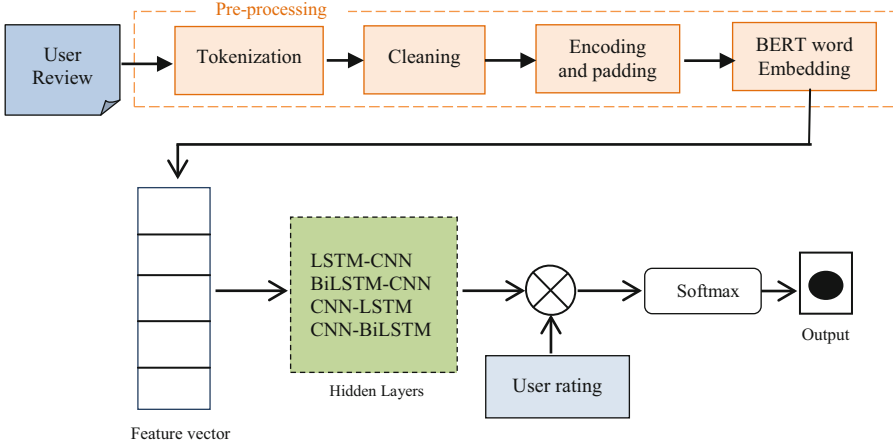 Pre-processing
User
Review
Tokenization
Cleaning
Encoding
and padding
BERT word
Embedding
LSTM-CNN
BiLSTM-CNN
CNN-LSTM
CNN-BiLSTM
Softmax
Output
User rating
Hidden Layers
Feature vector